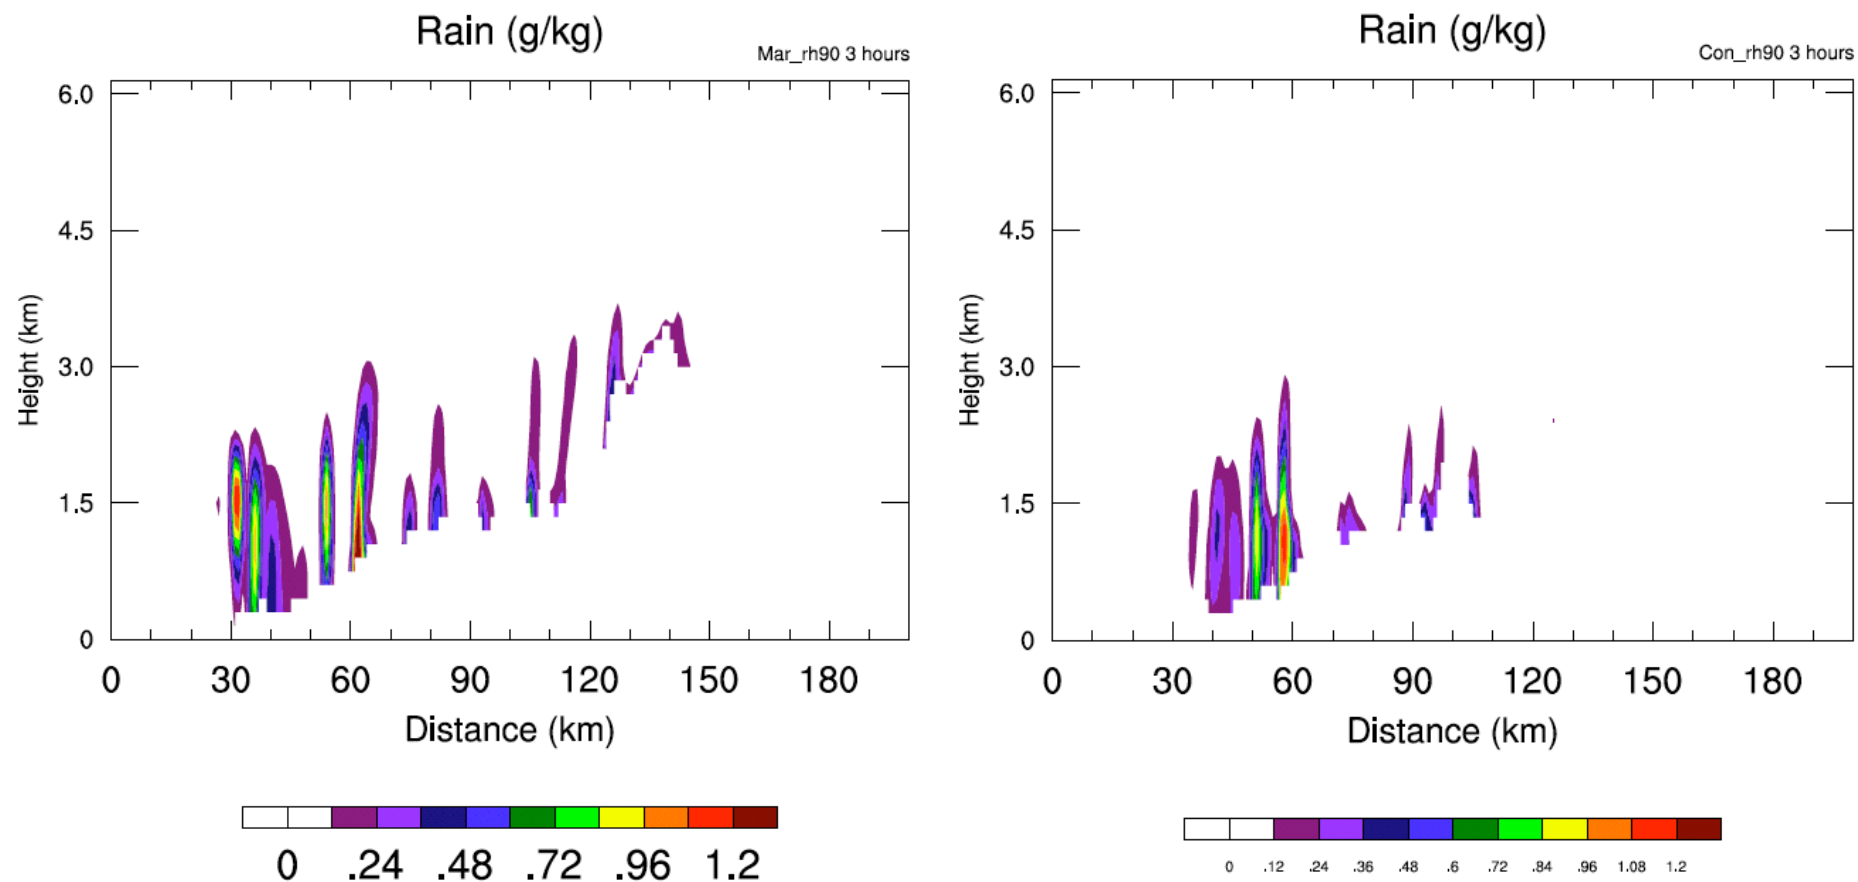 Rain (g/kg)
Mar_rh90 3 hours
6.0
4.5
3.0
1.5
0
Height (km)
0 30 60 90 120 150 180
Distance (km)
0 .24 .48 .72 .96 1.2
Rain (g/kg)
Con_rh90 3 hours
6.0
4.5
3.0
1.5
0
Height (km)
0 30 60 90 120 150 180
Distance (km)
0 .12 .24 .36 .48 .6 .72 .84 .96 1.08 1.2